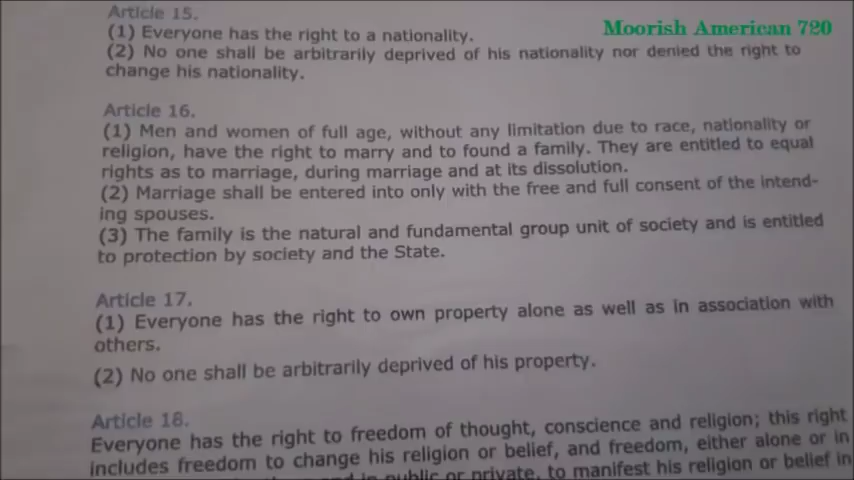 Article 15.
Moorish American 720
(1) Everyone has the right to a nationality.
(2) No one shall be arbitrarily deprived of his nationality nor denied the right to
change his nationality.
Article 16.
(1) Men and women of full age, without any limitation due to race, nationality or
religion, have the right to marry and to found a family. They are entitled to equal
rights as to marriage, during marriage and at its dissolution.
(2) Marriage shall be entered into only with the free and full consent of the intend-
ing spouses.
(3) The family is the natural and fundamental group unit of society and is entitled
to protection by society and the State.
Article 17.
(1) Everyone has the right to own property alone as well as in association with
others.
(2) No one shall be arbitrarily deprived of his property.
Article 18.
Everyone has the right to freedom of thought, conscience and religion; this right
includes freedom to change his religion or belief, and freedom, either alone or in
and in public or private, to manifest his religion or belief in